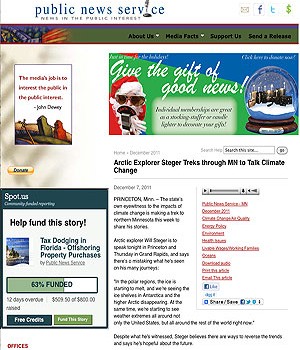 public news service
NEWS IN THE PUBLIC INTEREST
About Us Media Facts Support Us Send a Release
The media's job is to
interest the public in
the public interest.
~John Dewey
Donate
Just in time for the holidays!
Click here to donate now!
Give the gift of
good news!
Individual memberships are great
as a stocking stuffer or candle
lighter to decorate your gifts!
Search Help Search this site... Go
Home » December 2011
Arctic Explorer Steger Treks through MN to Talk Climate
Change
December 7, 2011
PRINCETON, Minn. – The state's
own eyewitness to the impacts of
climate change is making a trek to
northern Minnesota this week to
share his stories.
Arctic explorer Will Steger is to
speak tonight in Princeton and
Thursday in Grand Rapids, and says
there's o mistaking what he's seen
on his many journeys:
"In the polar regions, the ice is
starting to melt, and we're seeing the
ice shelves in Antarctica and the
higher Arctic disappearing. At the
same time, we're starting to see
weather extremes all around not
only the United States, but all around the rest of the world right now."
Despite what he's witnessed, Steger believes there are ways to reverse the trends
and says he's hopeful about the future.
Public News Service - MN
December 2011
Climate Change/Air Quality
Energy Policy
Environment
Health Issues
Livable Wages/Working Families
Oceans
Download audio
Print this article
Email This article
Like
digg it
Share / Save
Spot.us
Community funded reporting
Help fund this story!
Tax Dodging in
Florida - Offshoring
Property Purchases
by Public News Service
63% FUNDED
12 days overdue $509.50 of $800.00
raised
Free Credits Fund This Story
OFFICES